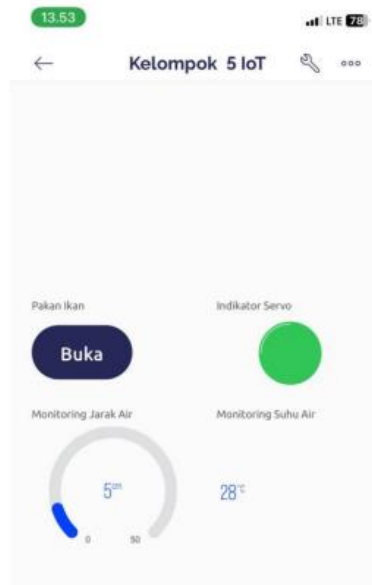 13.53
LTE 78
Kelompok 5 IoT
Pakan Ikan
Indikator Servo
Buka
Monitoring Jarak Air
Monitoring Suhu Air
5cm
28°C
0
50